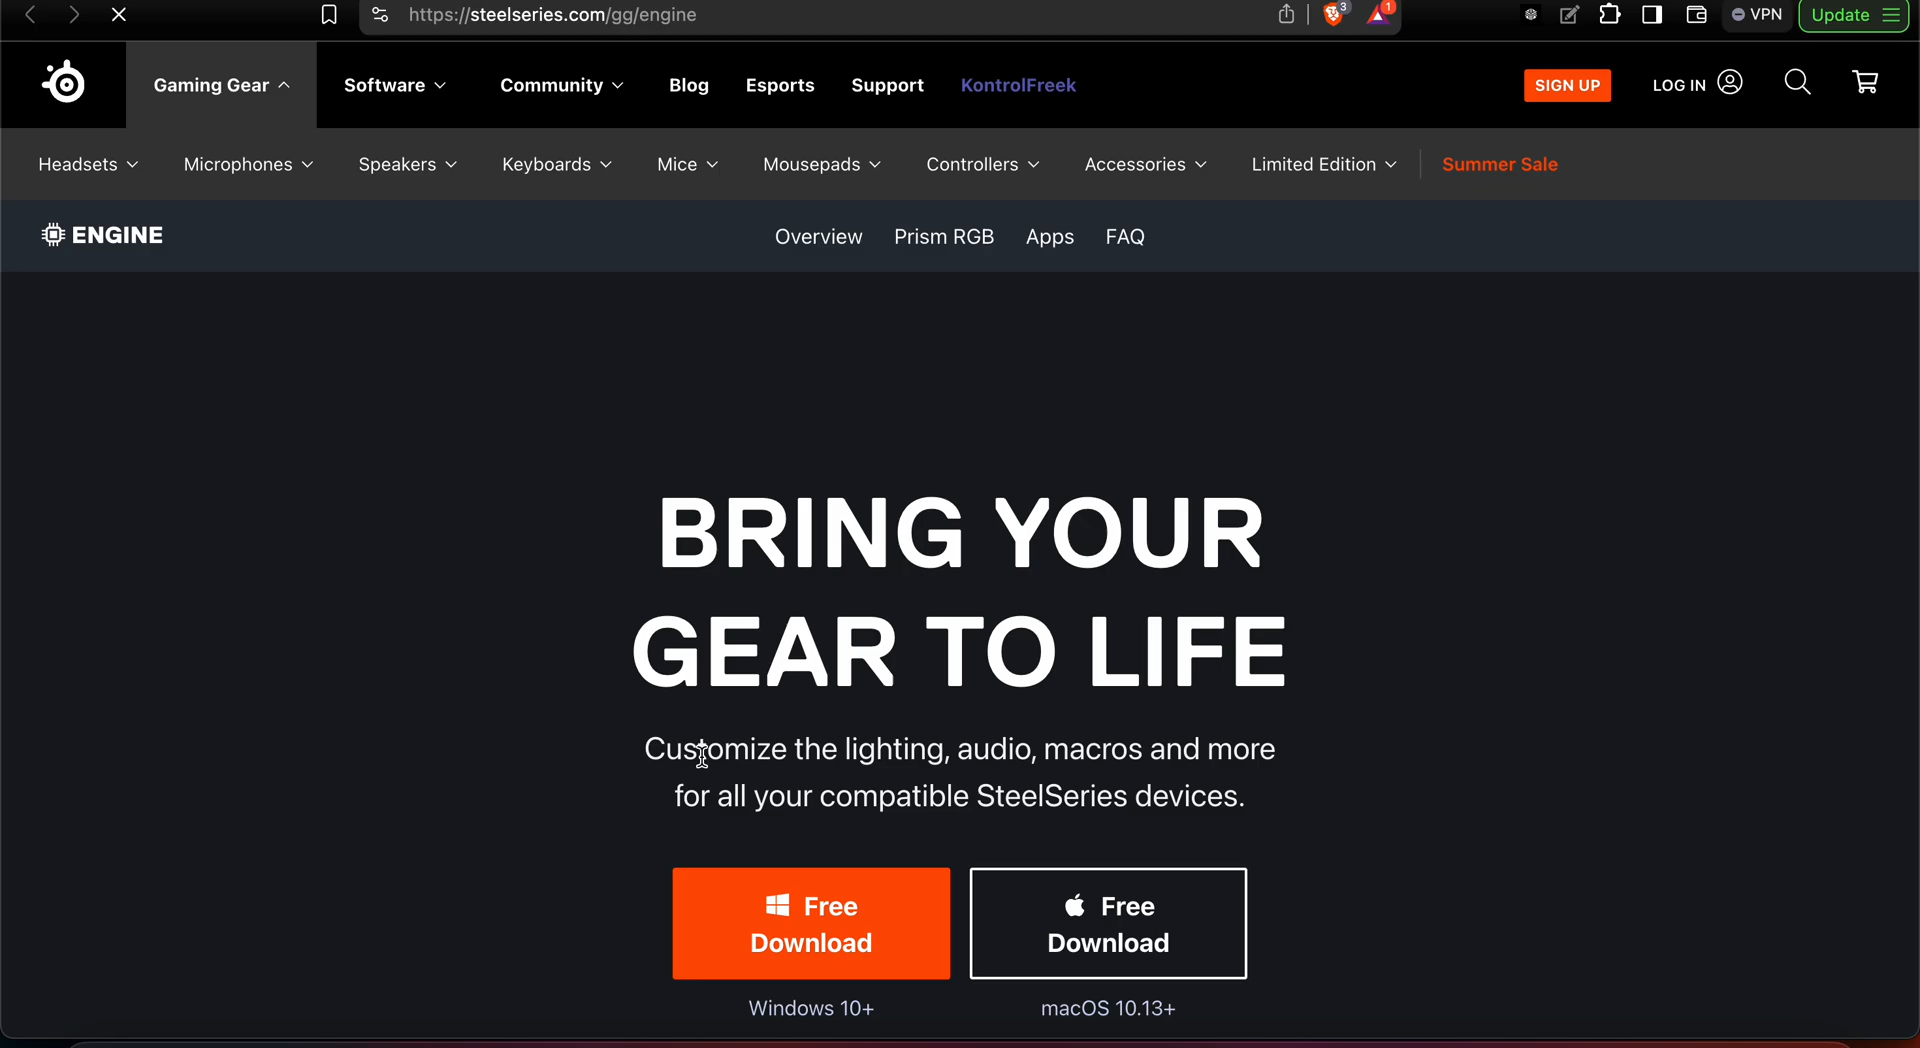 https://steelseries.com/gg/engine
3
1
VPN
Update
Gaming Gear
Software
Community
Blog
Esports
Support
KontrolFreek
SIGN UP
LOG IN
Headsets
Microphones
Speakers
Keyboards
Mice
Mousepads
Controllers
Accessories
Limited Edition
Summer Sale
ENGINE
Overview
Prism RGB
Apps
FAQ
BRING YOUR
GEAR TO LIFE
Customize the lighting, audio, macros and more
for all your compatible SteelSeries devices.
Free
Download
Free
Download
Windows 10+
macOS 10.13+